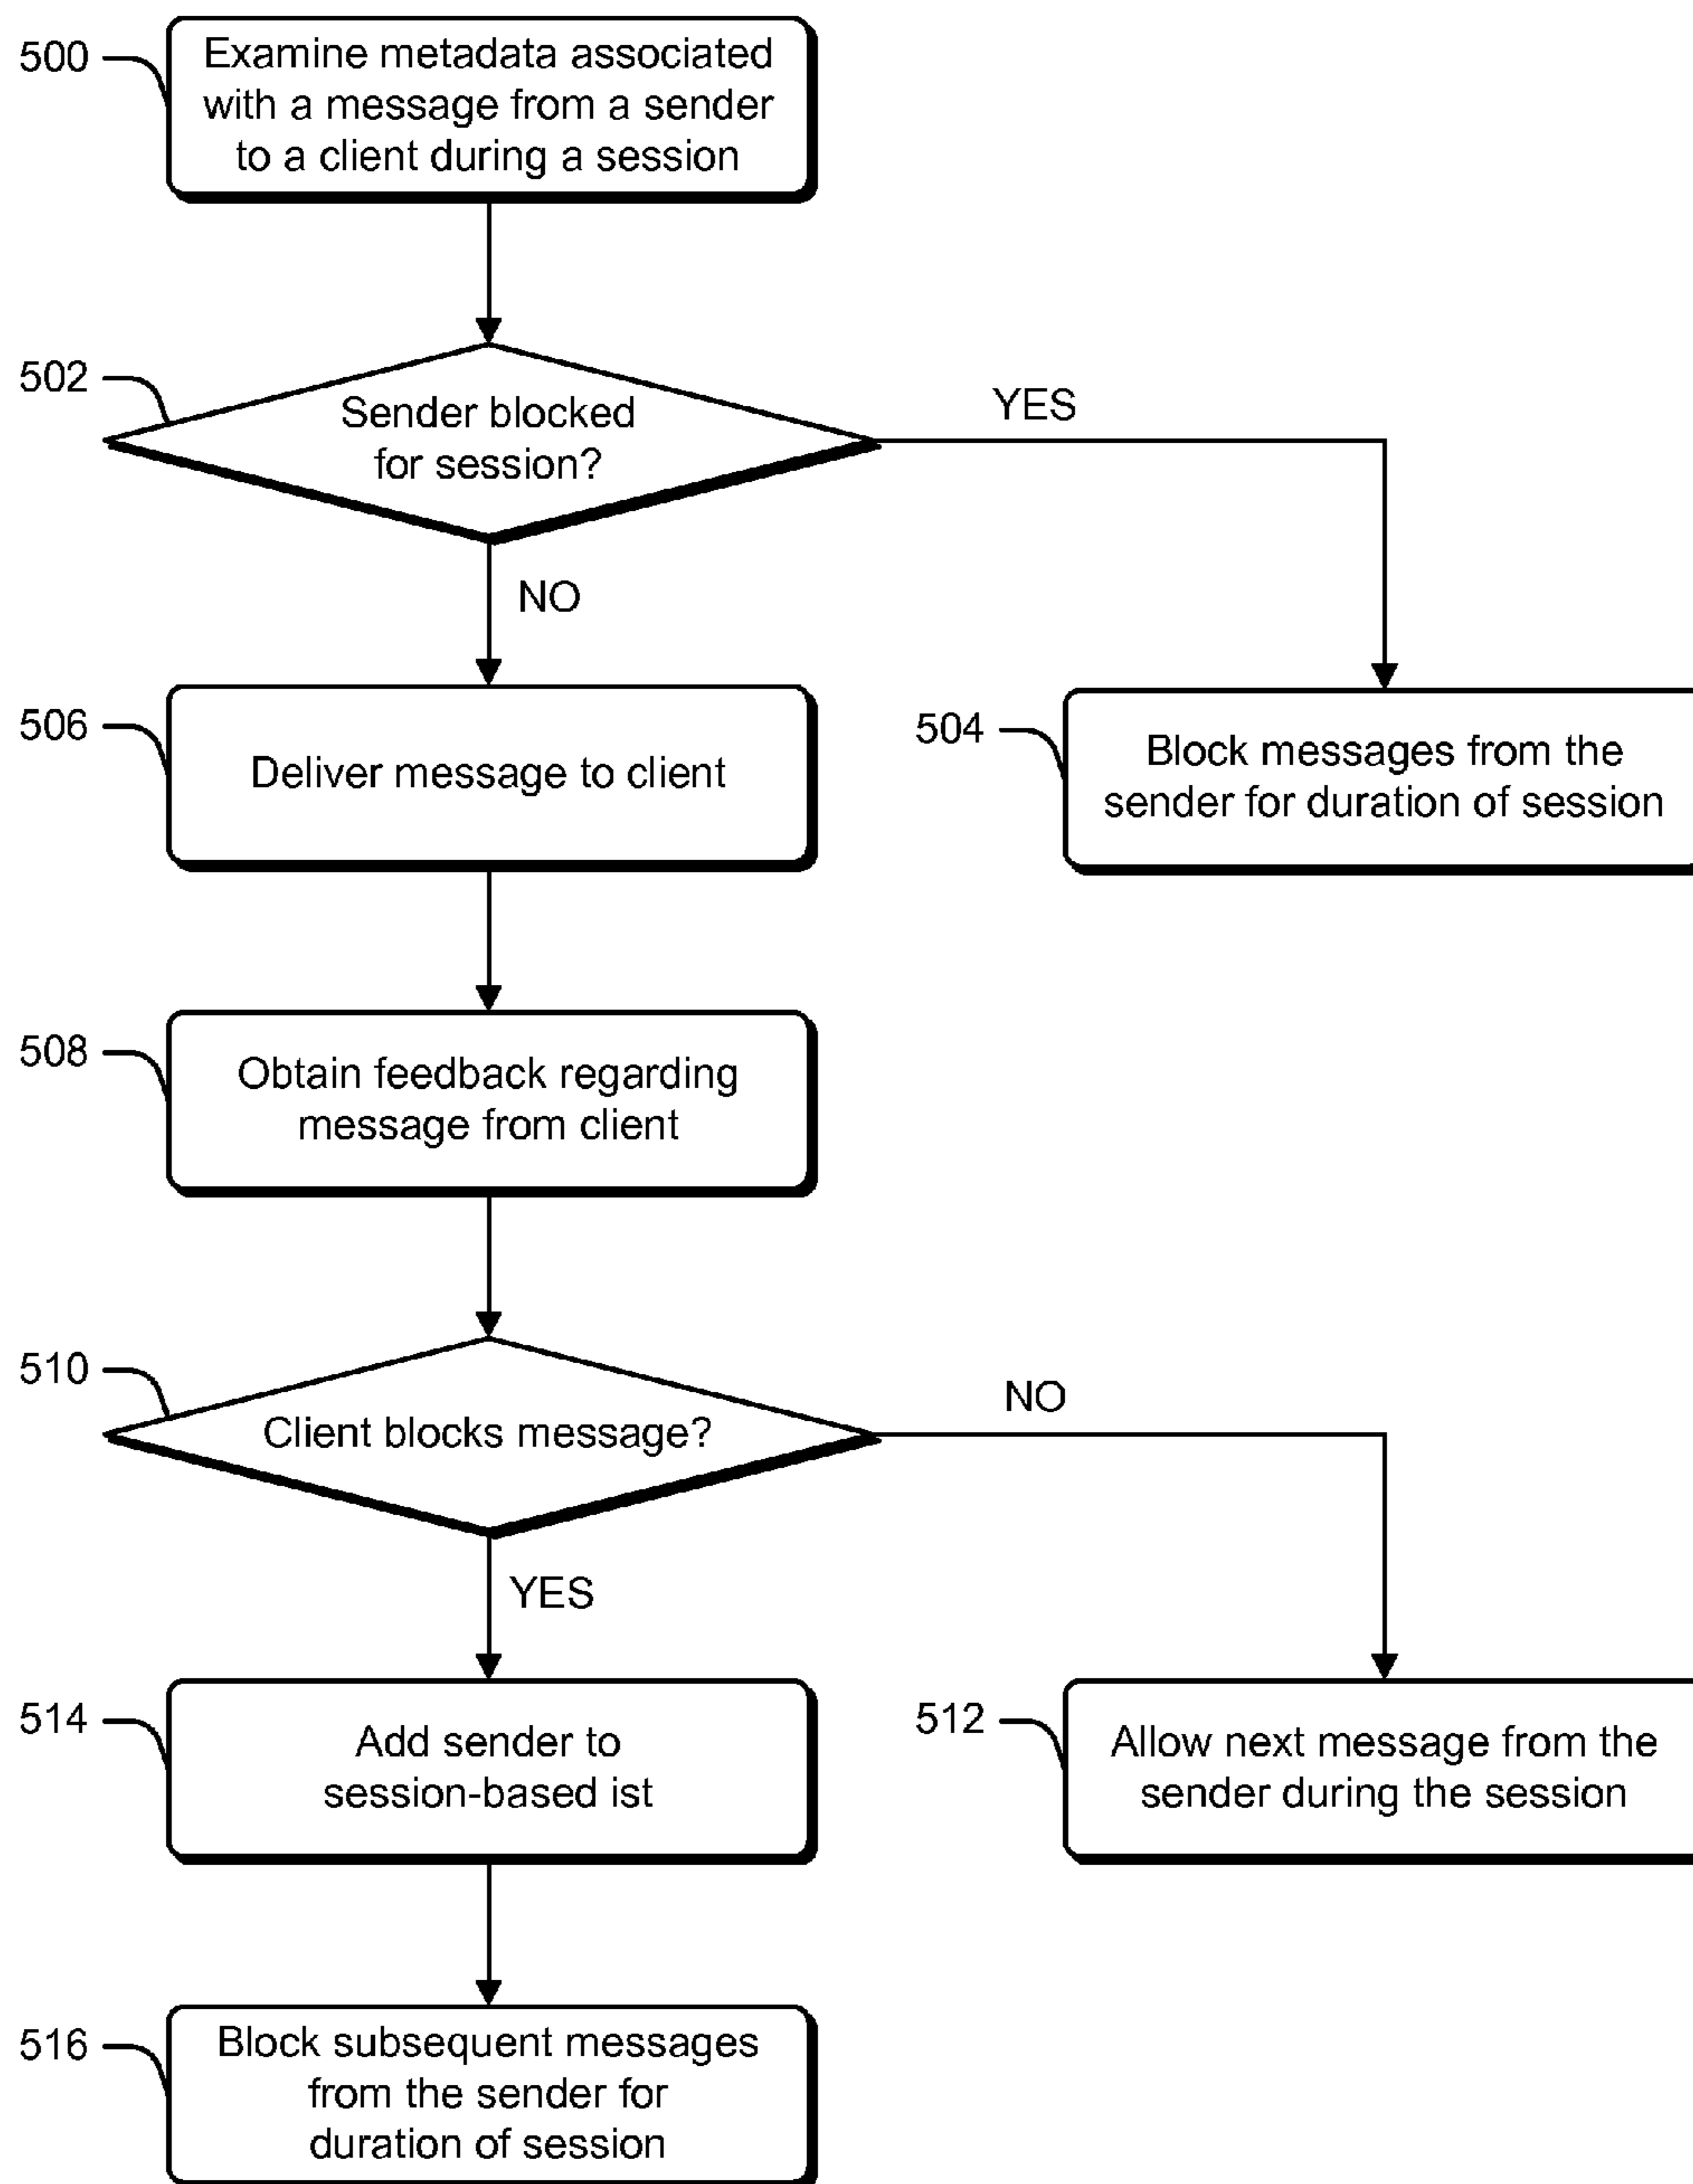 500
Examine metadata associated
with a message from a sender
to a client during a session
502
Sender blocked
for session?
YES
NO
506
Deliver message to client
504
Block messages from the
sender for duration of session
508
Obtain feedback regarding
message from client
510
Client blocks message?
NO
YES
514
Add sender to
session-based ist
512
Allow next message from the
sender during the session
516
Block subsequent messages
from the sender for
duration of session